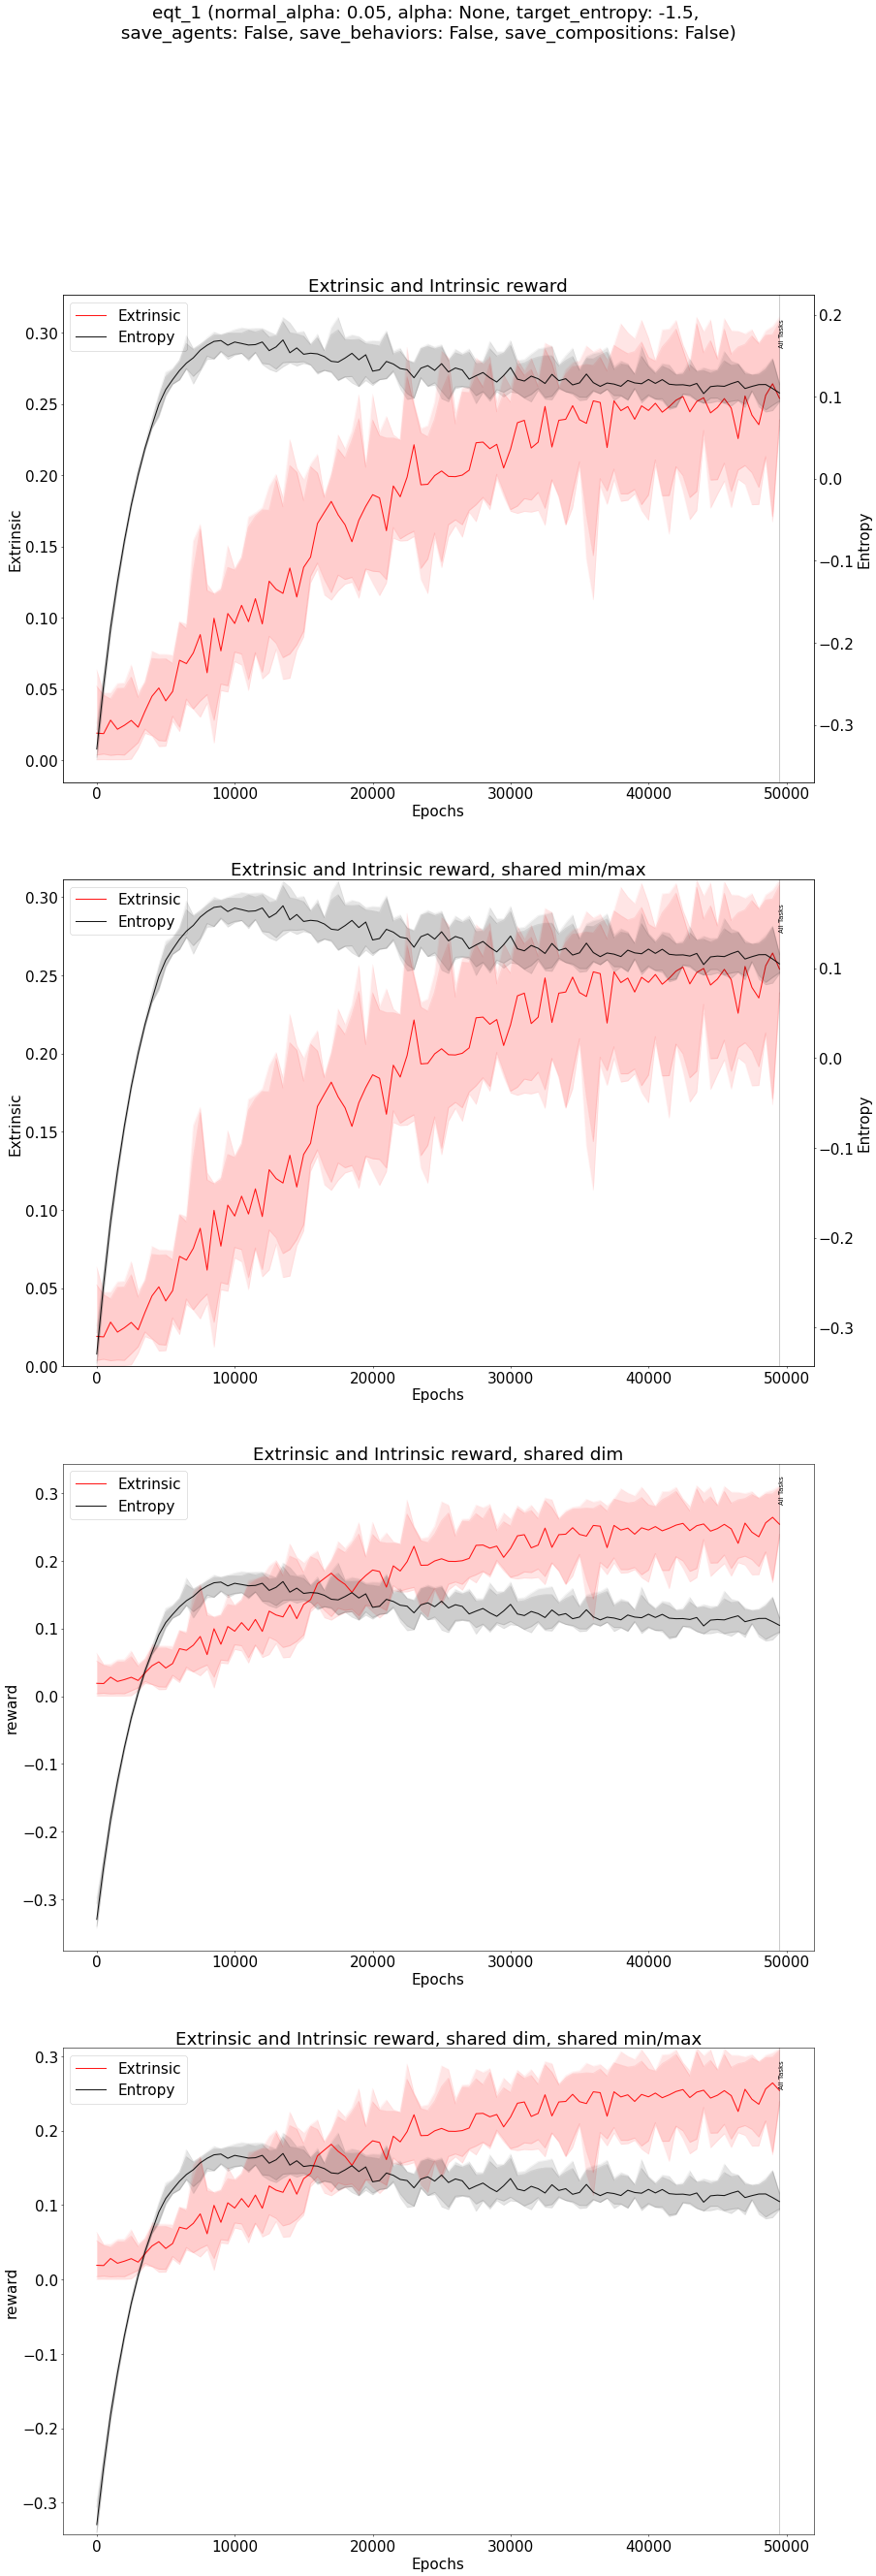 eqt_1 (normal_alpha: 0.05, alpha: None, target_entropy: -1.5,
save_agents: False, save_behaviors: False, save_compositions: False)
Extrinsic and Intrinsic reward
Extrinsic
Entropy
All Tasks
0.30
0.25
0.20
0.15
0.10
0.05
0.00
Extrinsic
0.2
0.1
0.0
−0.1
−0.2
−0.3
Entropy
0 10000 20000 30000 40000 50000
Epochs
Extrinsic and Intrinsic reward, shared min/max
Extrinsic
Entropy
All Tasks
0.30
0.25
0.20
0.15
0.10
0.05
0.00
Extrinsic
0.1
0.0
−0.1
−0.2
−0.3
Entropy
0 10000 20000 30000 40000 50000
Epochs
Extrinsic and Intrinsic reward, shared dim
Extrinsic
Entropy
All Tasks
0.3
0.2
0.1
0.0
−0.1
−0.2
−0.3
reward
0 10000 20000 30000 40000 50000
Epochs
Extrinsic and Intrinsic reward, shared dim, shared min/max
Extrinsic
Entropy
All Tasks
0.3
0.2
0.1
0.0
−0.1
−0.2
−0.3
reward
0 10000 20000 30000 40000 50000
Epochs